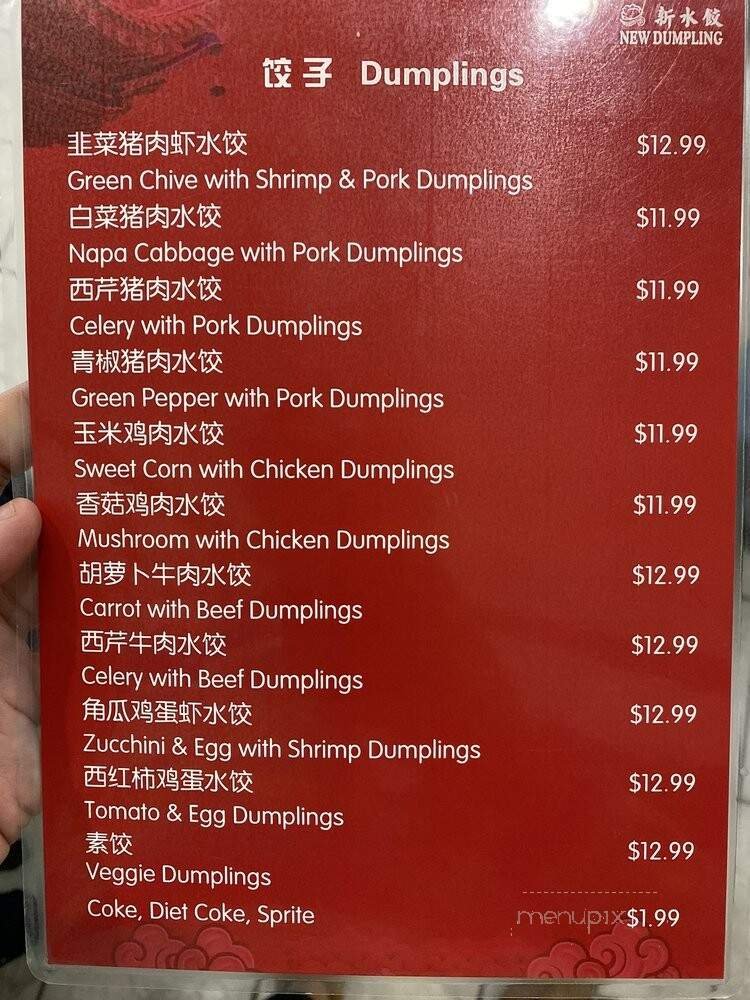 新水餃
NEW DUMPLING
饺子 Dumplings
韭菜猪肉虾水饺 $12.99
Green Chive with Shrimp & Pork Dumplings
白菜猪肉水饺 $11.99
Napa Cabbage with Pork Dumplings
西芹猪肉水饺 $11.99
Celery with Pork Dumplings
青椒猪肉水饺 $11.99
Green Pepper with Pork Dumplings
玉米鸡肉水饺 $11.99
Sweet Corn with Chicken Dumplings
香菇鸡肉水饺 $11.99
Mushroom with Chicken Dumplings
胡萝卜牛肉水饺 $12.99
Carrot with Beef Dumplings
西芹牛肉水饺 $12.99
Celery with Beef Dumplings
角瓜鸡蛋虾水饺 $12.99
Zucchini & Egg with Shrimp Dumplings
西红柿鸡蛋水饺 $12.99
Tomato & Egg Dumplings
素饺 $12.99
Veggie Dumplings
Coke, Diet Coke, Sprite $1.99
menupix